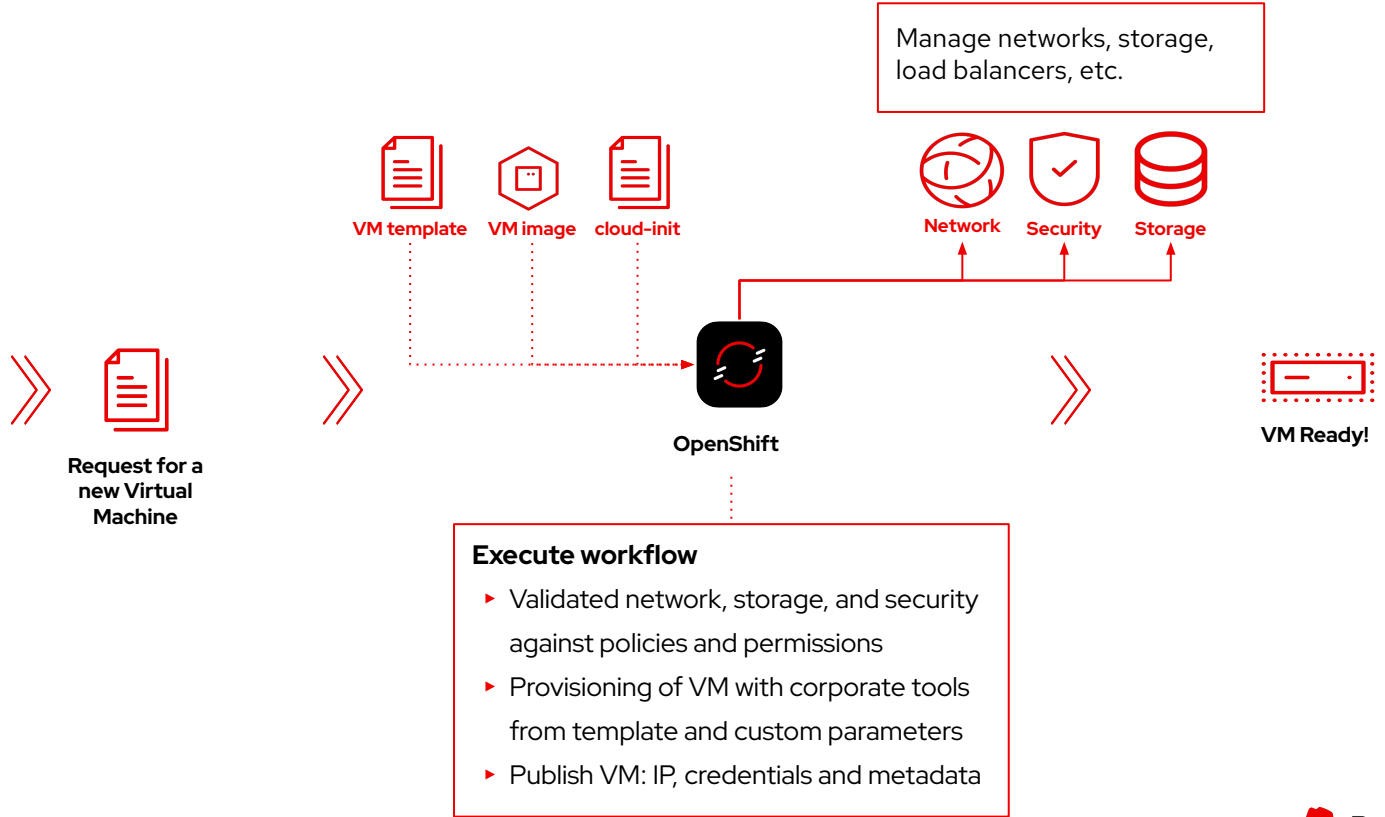 Manage networks, storage,
load balancers, etc.
VM template
VM image
cloud-init
Network
Security
Storage
Request for a
new Virtual
Machine
OpenShift
VM Ready!
Execute workflow
▸ Validated network, storage, and security
against policies and permissions
▸ Provisioning of VM with corporate tools
from template and custom parameters
▸ Publish VM: IP, credentials and metadata